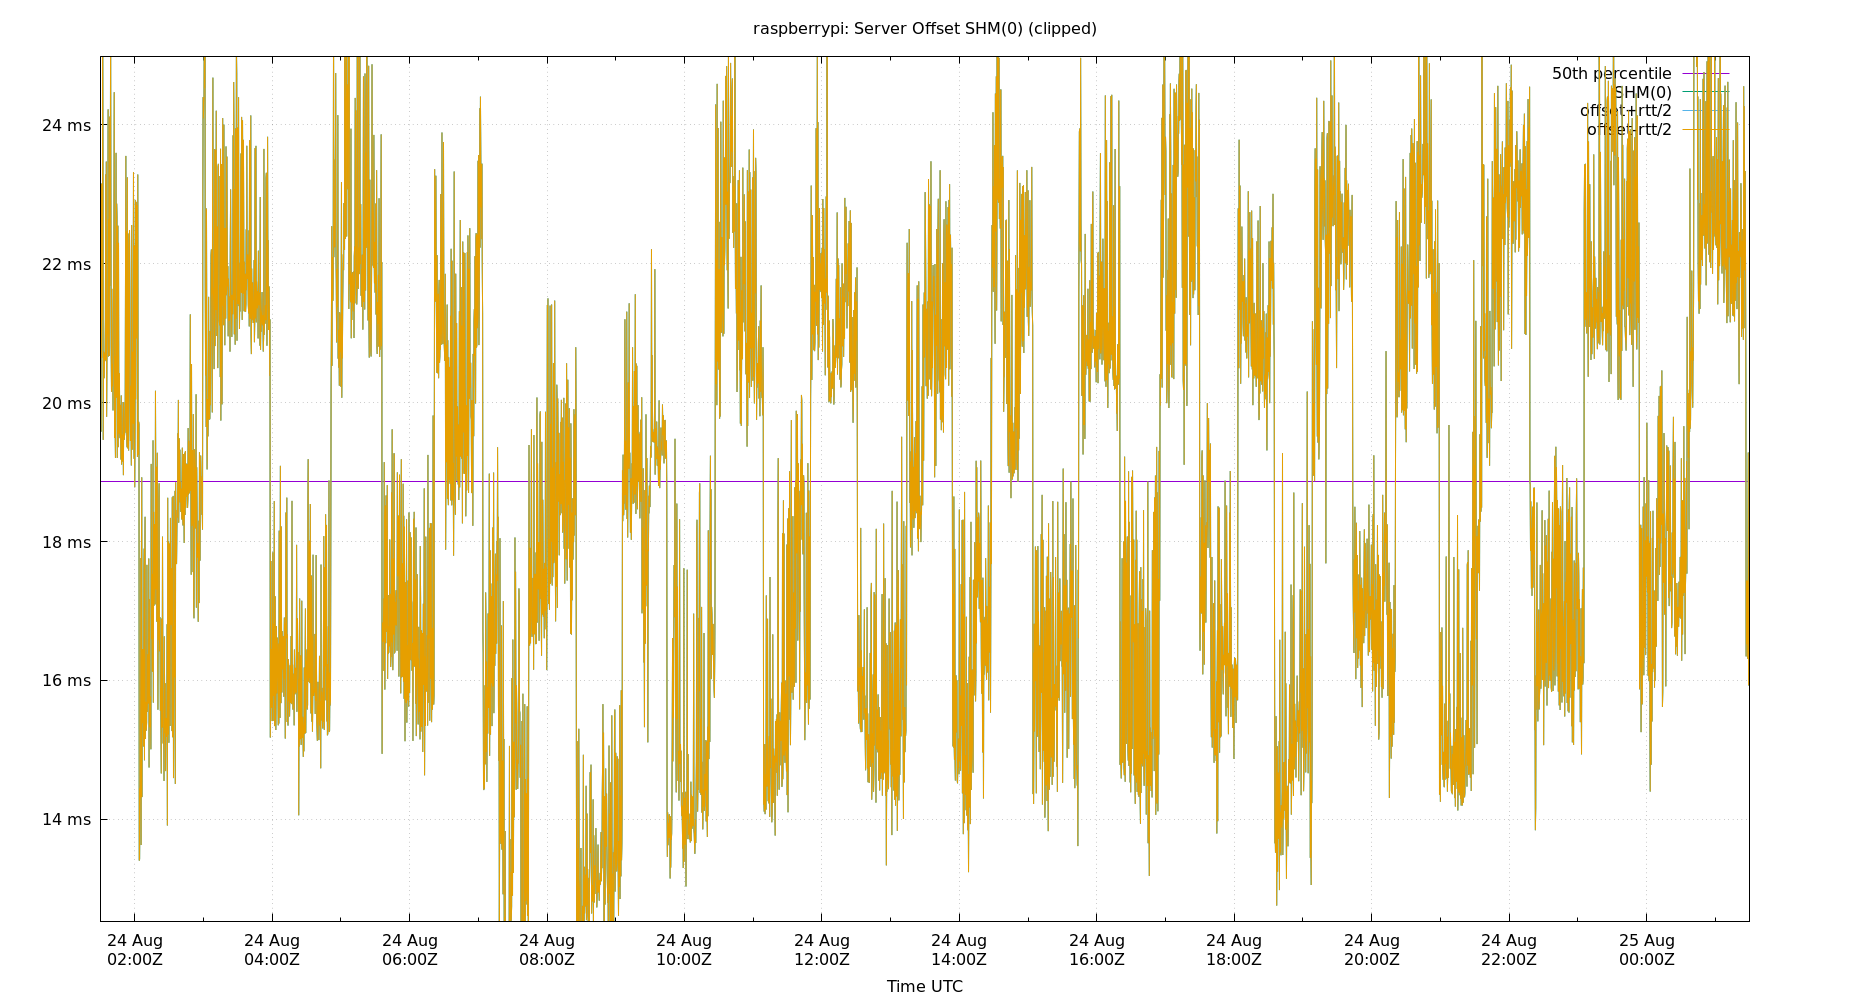 raspberrypi: Server Offset SHM(0) (clipped)
50th percentile
SHM(0)
offset+rtt/2
offset-rtt/2
24 ms
22 ms
20 ms
18 ms
16 ms
14 ms
24 Aug 24 Aug 24 Aug 24 Aug 24 Aug 24 Aug 24 Aug 24 Aug 24 Aug 24 Aug 24 Aug 25 Aug
02:00Z 04:00Z 06:00Z 08:00Z 10:00Z 12:00Z 14:00Z 16:00Z 18:00Z 20:00Z 22:00Z 00:00Z
Time UTC